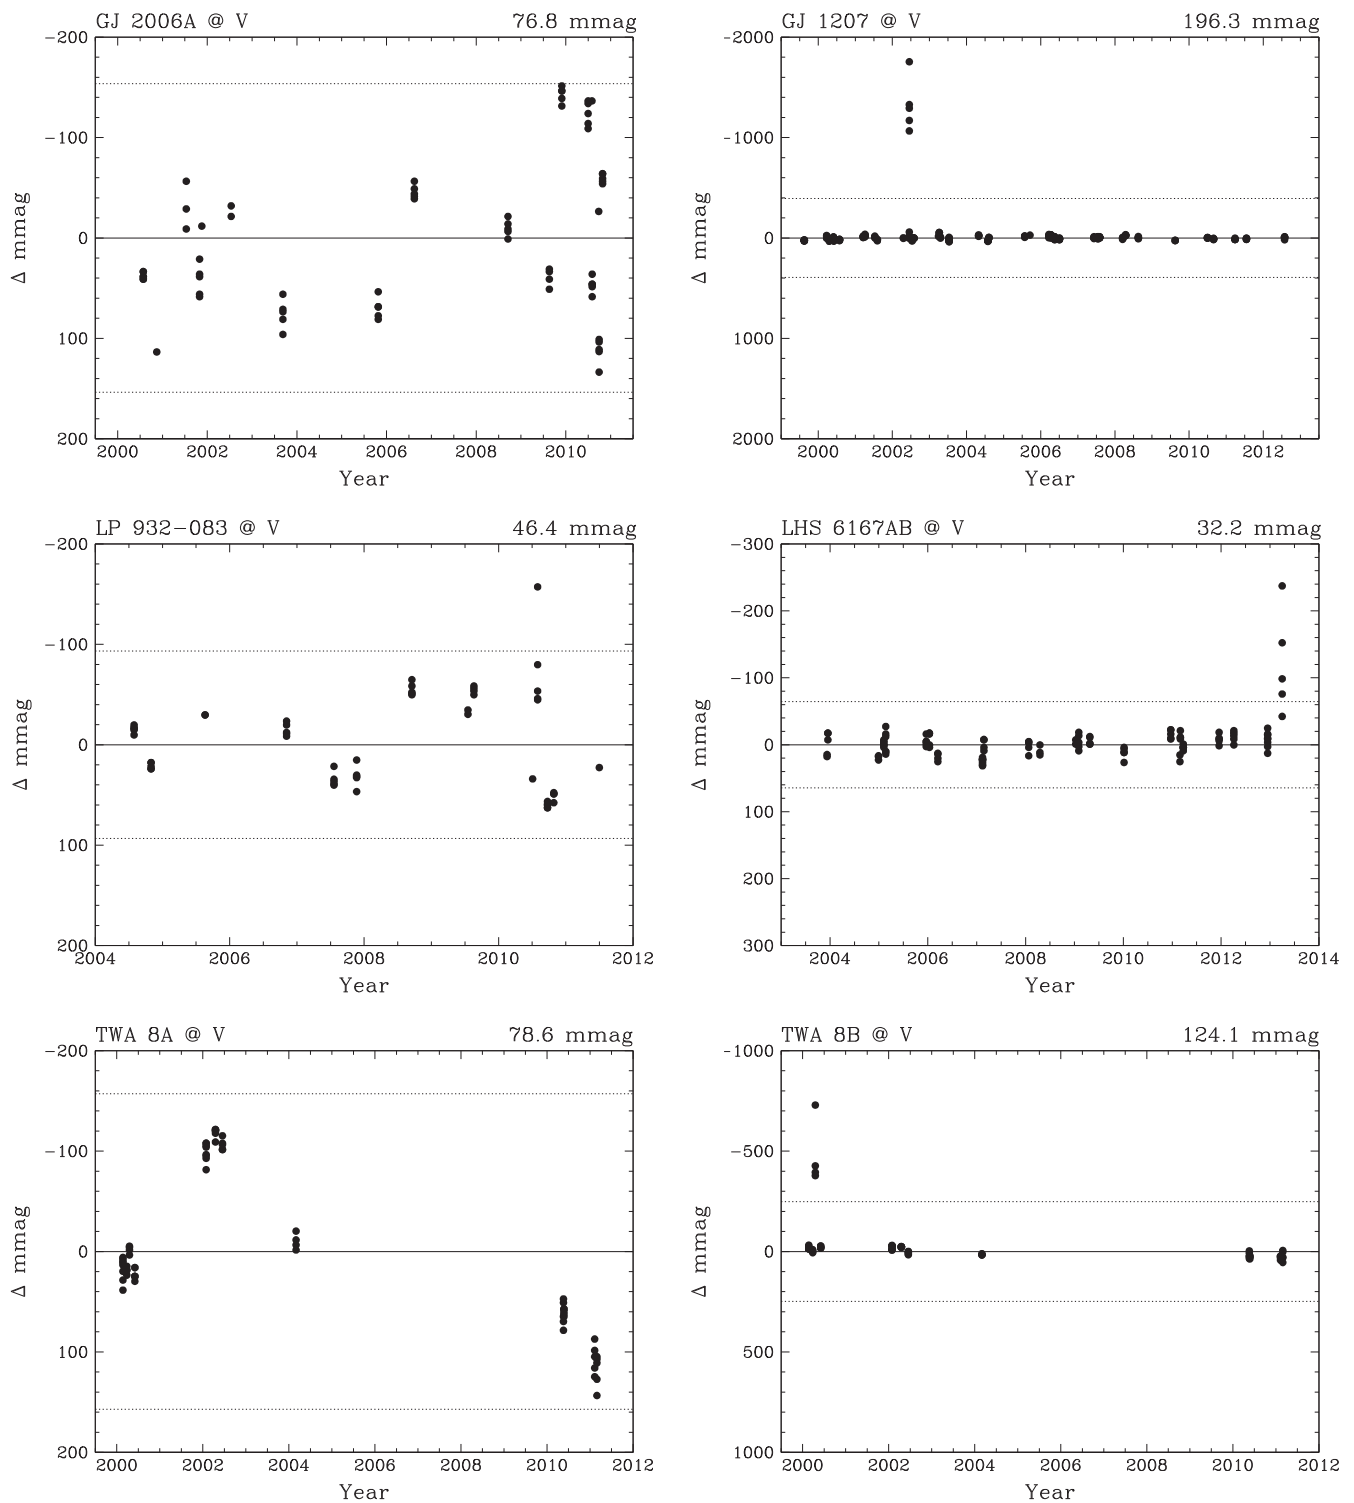 GJ 2006A @ V 76.8 mmag
-200
-100
0
100
200
Δ mmag
2000 2002 2004 2006 2008 2010
Year
GJ 1207 @ V 196.3 mmag
-2000
-1000
0
1000
2000
Δ mmag
2000 2002 2004 2006 2008 2010 2012
Year
LP 932-083 @ V 46.4 mmag
-200
-100
0
100
200
Δ mmag
2004 2006 2008 2010 2012
Year
LHS 6167AB @ V 32.2 mmag
-300
-200
-100
0
100
200
300
Δ mmag
2004 2006 2008 2010 2012 2014
Year
TWA 8A @ V 78.6 mmag
-200
-100
0
100
200
Δ mmag
2000 2002 2004 2006 2008 2010 2012
Year
TWA 8B @ V 124.1 mmag
-1000
-500
0
500
1000
Δ mmag
2000 2002 2004 2006 2008 2010 2012
Year